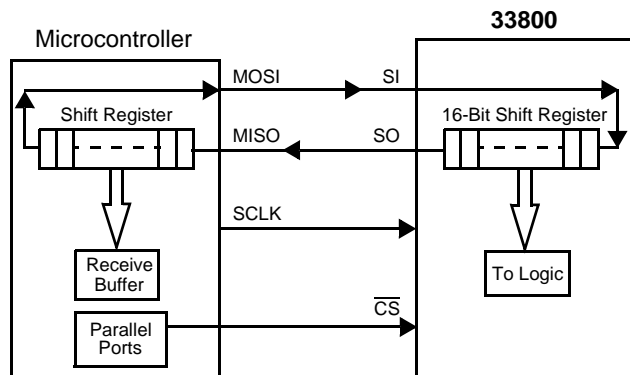 33800
Microcontroller
MOSI
SI
Shift Register
16-Bit Shift Register
MISO
SO
SCLK
Receive
Buffer
To Logic
CS
Parallel
Ports